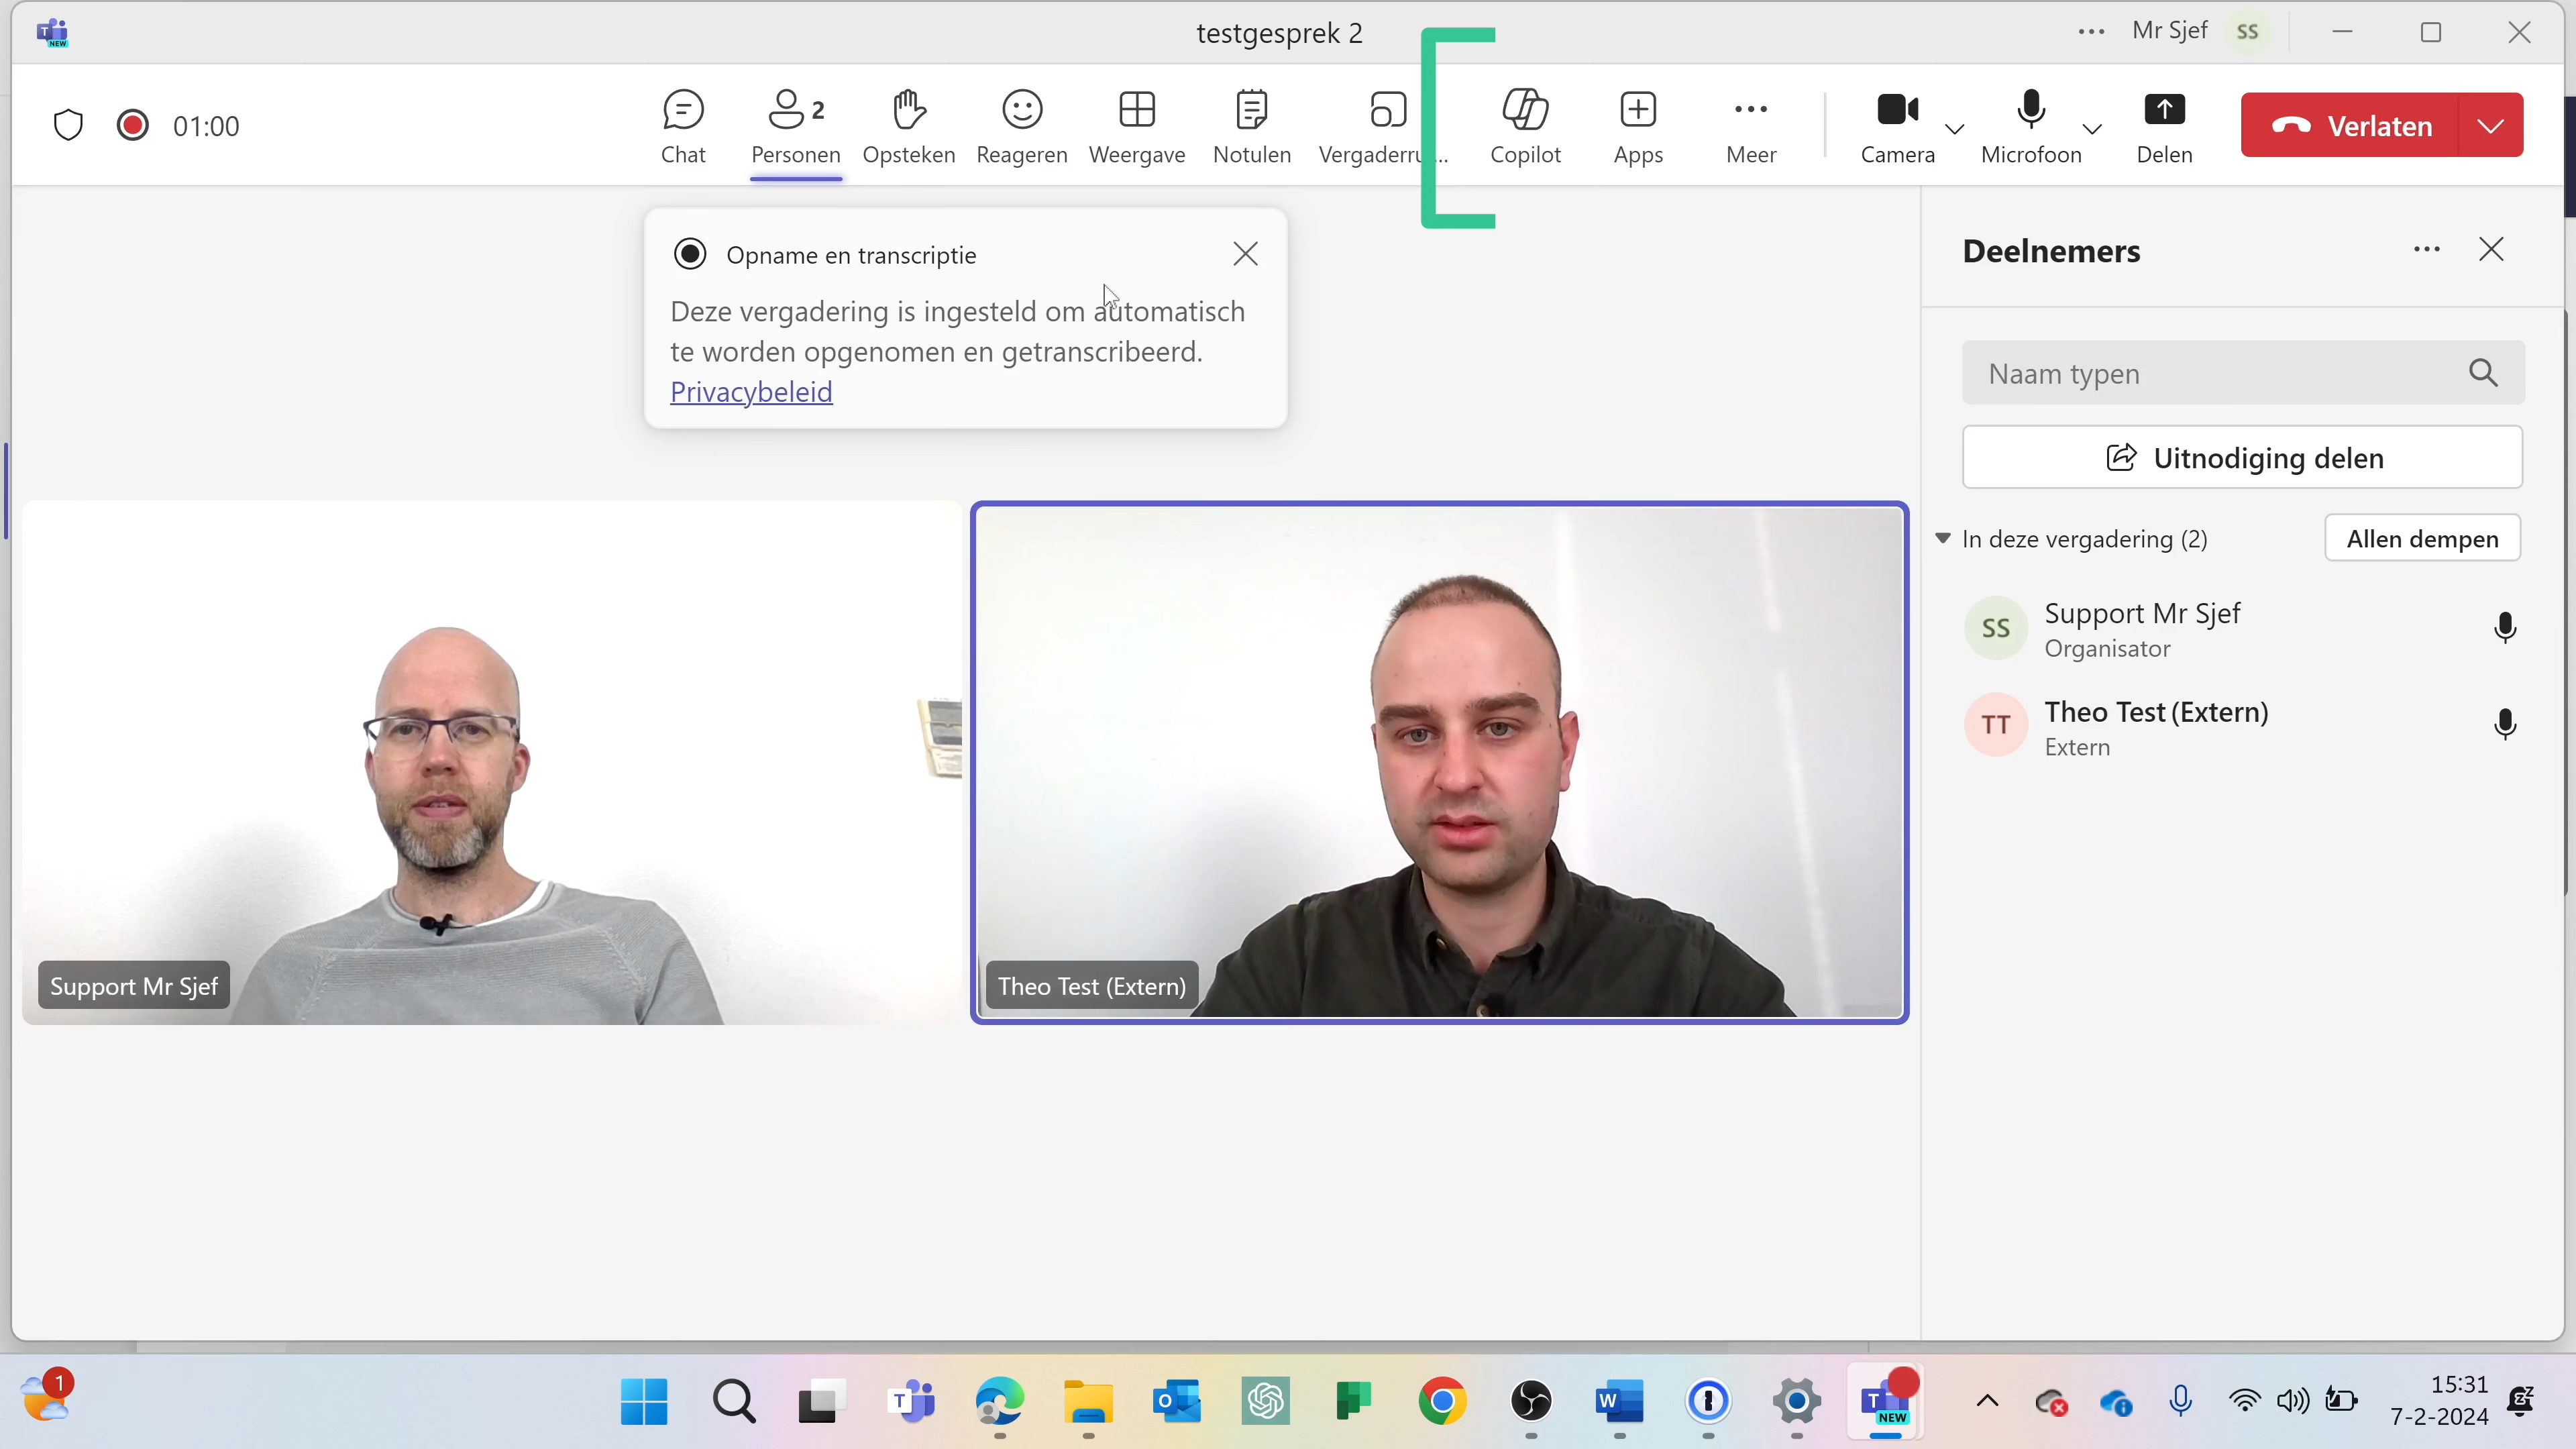 T NEW
testgesprek 2
Mr Sjef
SS
01:00
Chat
2
Personen
Opsteken
Reageren
Weergave
Notulen
Vergaderru...
Copilot
Apps
Meer
Camera
Microfoon
Delen
Verlaten
Opname en transcriptie
Deze vergadering is ingesteld om automatisch
te worden opgenomen en getranscribeerd.
Privacybeleid
Support Mr Sjef
Theo Test (Extern)
Deelnemers
Naam typen
Uitnodiging delen
In deze vergadering (2)
Allen dempen
SS
Support Mr Sjef
Organisator
TT
Theo Test (Extern)
Extern
1
T
O
W
T NEW
15:31
7-2-2024